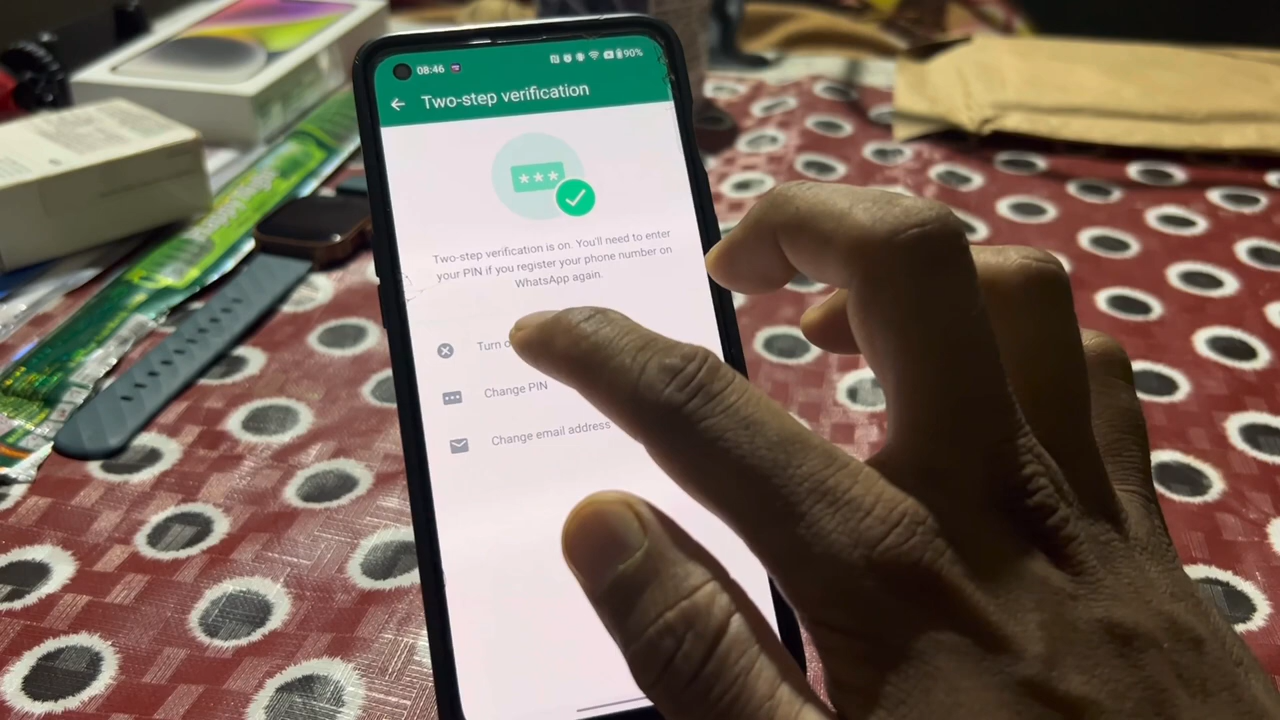 08:46 90%
Two-step verification
***
Two-step verification is on. You'll need to enter
your PIN if you register your phone number on
WhatsApp again.
Turn
Change PIN
Change email address